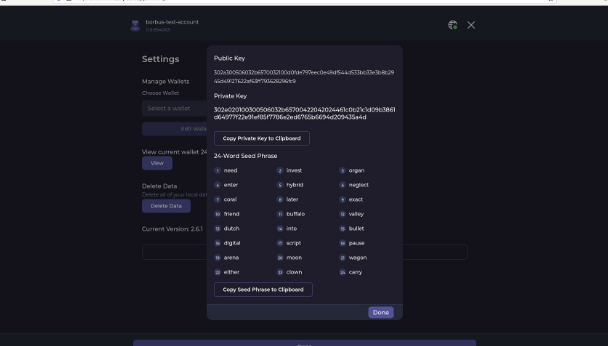 borbus-test-account
Settings
Manage Wallets
Choose Wallet
Select a wallet
View current wallet 24
View
Delete Data
Delete all of your local dat
Delete Data
Current Version: 2.6.1
Public Key
Private Key
Copy Private Key to Clipboard
24-Word Seed Phrase
1 need 2 invest 3 organ
4 enter 5 hybrid 6 neglect
7 coral 8 later 9 exact
10 friend 11 buffalo 12 valley
13 dutch 14 into 15 bullet
16 digital 17 script 18 pause
19 arena 20 moon 21 wagon
22 either 23 clown 24 carry
Copy Seed Phrase to Clipboard
Done